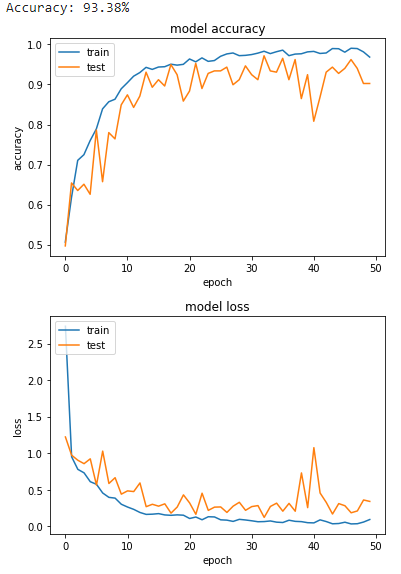 Accuracy: 93.38%
model accuracy
train
test
1.0
0.9
0.8
0.7
0.6
0.5
accuracy
0 10 20 30 40 50
epoch
model loss
train
test
2.5
2.0
1.5
1.0
0.5
0.0
loss
0 10 20 30 40 50
epoch